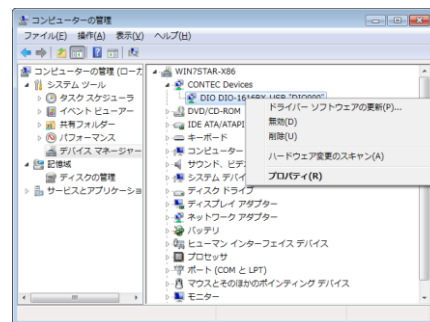 コンピューターの管理
ファイル(F) 操作(A) 表示(V) ヘルプ(H)
コンピューターの管理 (ローカ
システム ツール
タスク スケジューラ
イベント ビューアー
共有フォルダー
パフォーマンス
デバイス マネージャー
記憶域
ディスクの管理
サービスとアプリケーショ
WIN7STAR-X86
CONTEC Devices
DIO DIO-1616RX-USB "DIO000"
DVD/CD-ROM
IDE ATA/ATAPI
キーボード
コンピューター
サウンド、ビデ
システム デバイ
ディスク ドライブ
ディスプレイ アダプター
ネットワーク アダプター
バッテリ
ヒューマン インターフェイス デバイス
プロセッサ
ポート (COM と LPT)
マウスとそのほかのポインティング デバイス
モニター
ドライバー ソフトウェアの更新(P)...
無効(D)
削除(U)
ハードウェア変更のスキャン(A)
プロパティ(R)